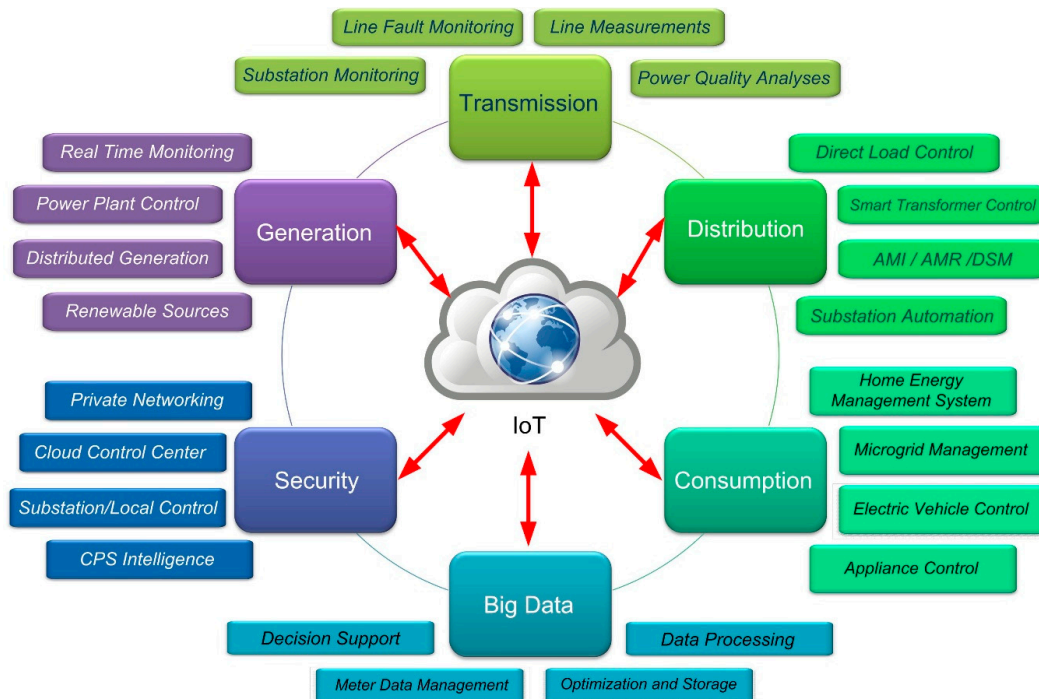 Line Fault Monitoring
Line Measurements
Substation Monitoring
Power Quality Analyses
Transmission
Real Time Monitoring
Power Plant Control
Distributed Generation
Renewable Sources
Generation
Direct Load Control
Smart Transformer Control
AMI / AMR /DSM
Substation Automation
Distribution
IoT
Private Networking
Cloud Control Center
Substation/Local Control
CPS Intelligence
Security
Home Energy
Management System
Microgrid Management
Electric Vehicle Control
Appliance Control
Consumption
Big Data
Decision Support
Data Processing
Meter Data Management
Optimization and Storage